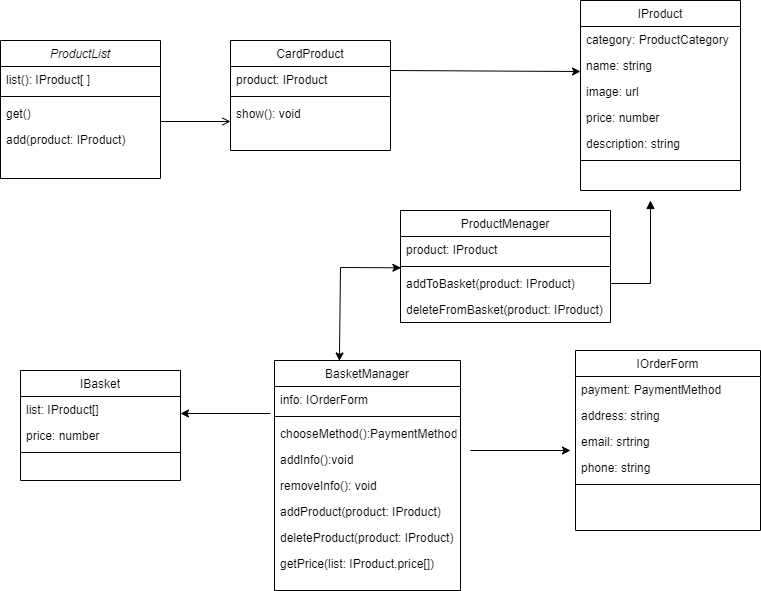 ProductList
list(): IProduct[ ]
get()
add(product: IProduct)
CardProduct
product: IProduct
show(): void
IProduct
category: ProductCategory
name: string
image: url
price: number
description: string
ProductMenager
product: IProduct
addToBasket(product: IProduct)
deleteFromBasket(product: IProduct)
IBasket
list: IProduct[]
price: number
BasketManager
info: IOrderForm
chooseMethod():PaymentMethod
addInfo():void
removeInfo(): void
addProduct(product: IProduct)
deleteProduct(product: IProduct)
getPrice(list: IProduct.price[])
IOrderForm
payment: PaymentMethod
address: string
email: srtring
phone: string